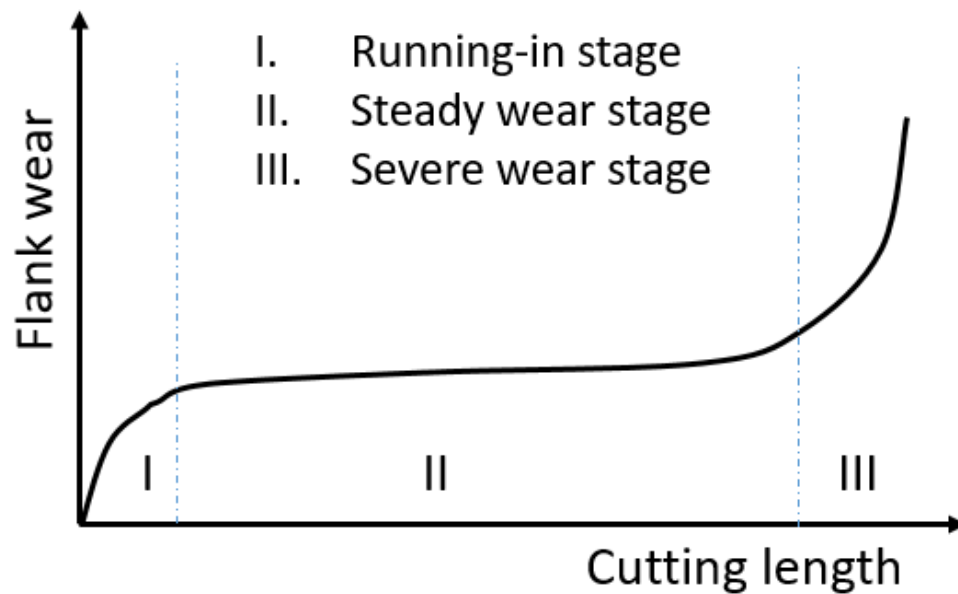 I. Running-in stage
II. Steady wear stage
III. Severe wear stage
Flank wear
I
II
III
Cutting length